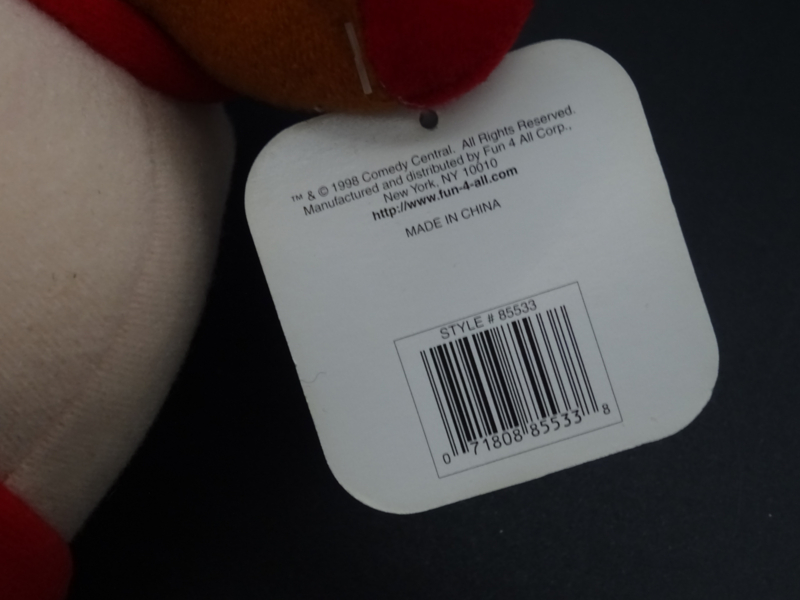 ™ & © 1998 Comedy Central. All Rights Reserved.
Manufactured and distributed by Fun 4 All Corp.,
New York, NY 10010
http://www.fun-4-all.com
MADE IN CHINA
STYLE # 85533
0 71808 85533 8